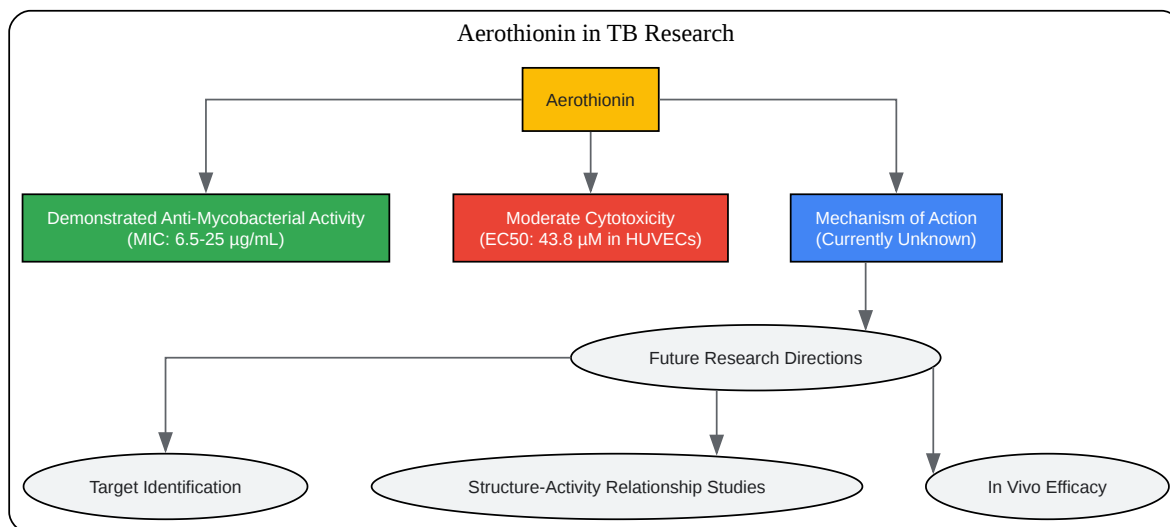 Aerothionin in TB Research
Aerothionin
Demonstrated Anti-Mycobacterial Activity
(MIC: 6.5-25 µg/mL)
Moderate Cytotoxicity
(EC50: 43.8 µM in HUVECs)
Mechanism of Action
(Currently Unknown)
Future Research Directions
Target Identification
Structure-Activity Relationship Studies
In Vivo Efficacy